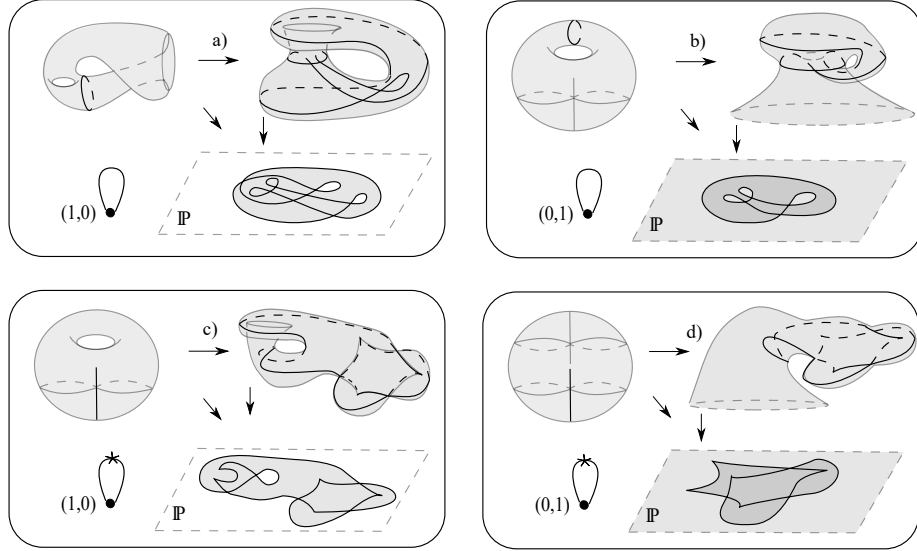 a)
(1,0)
ℙ
b)
(0,1)
ℙ
c)
(1,0)
ℙ
d)
(0,1)
ℙ